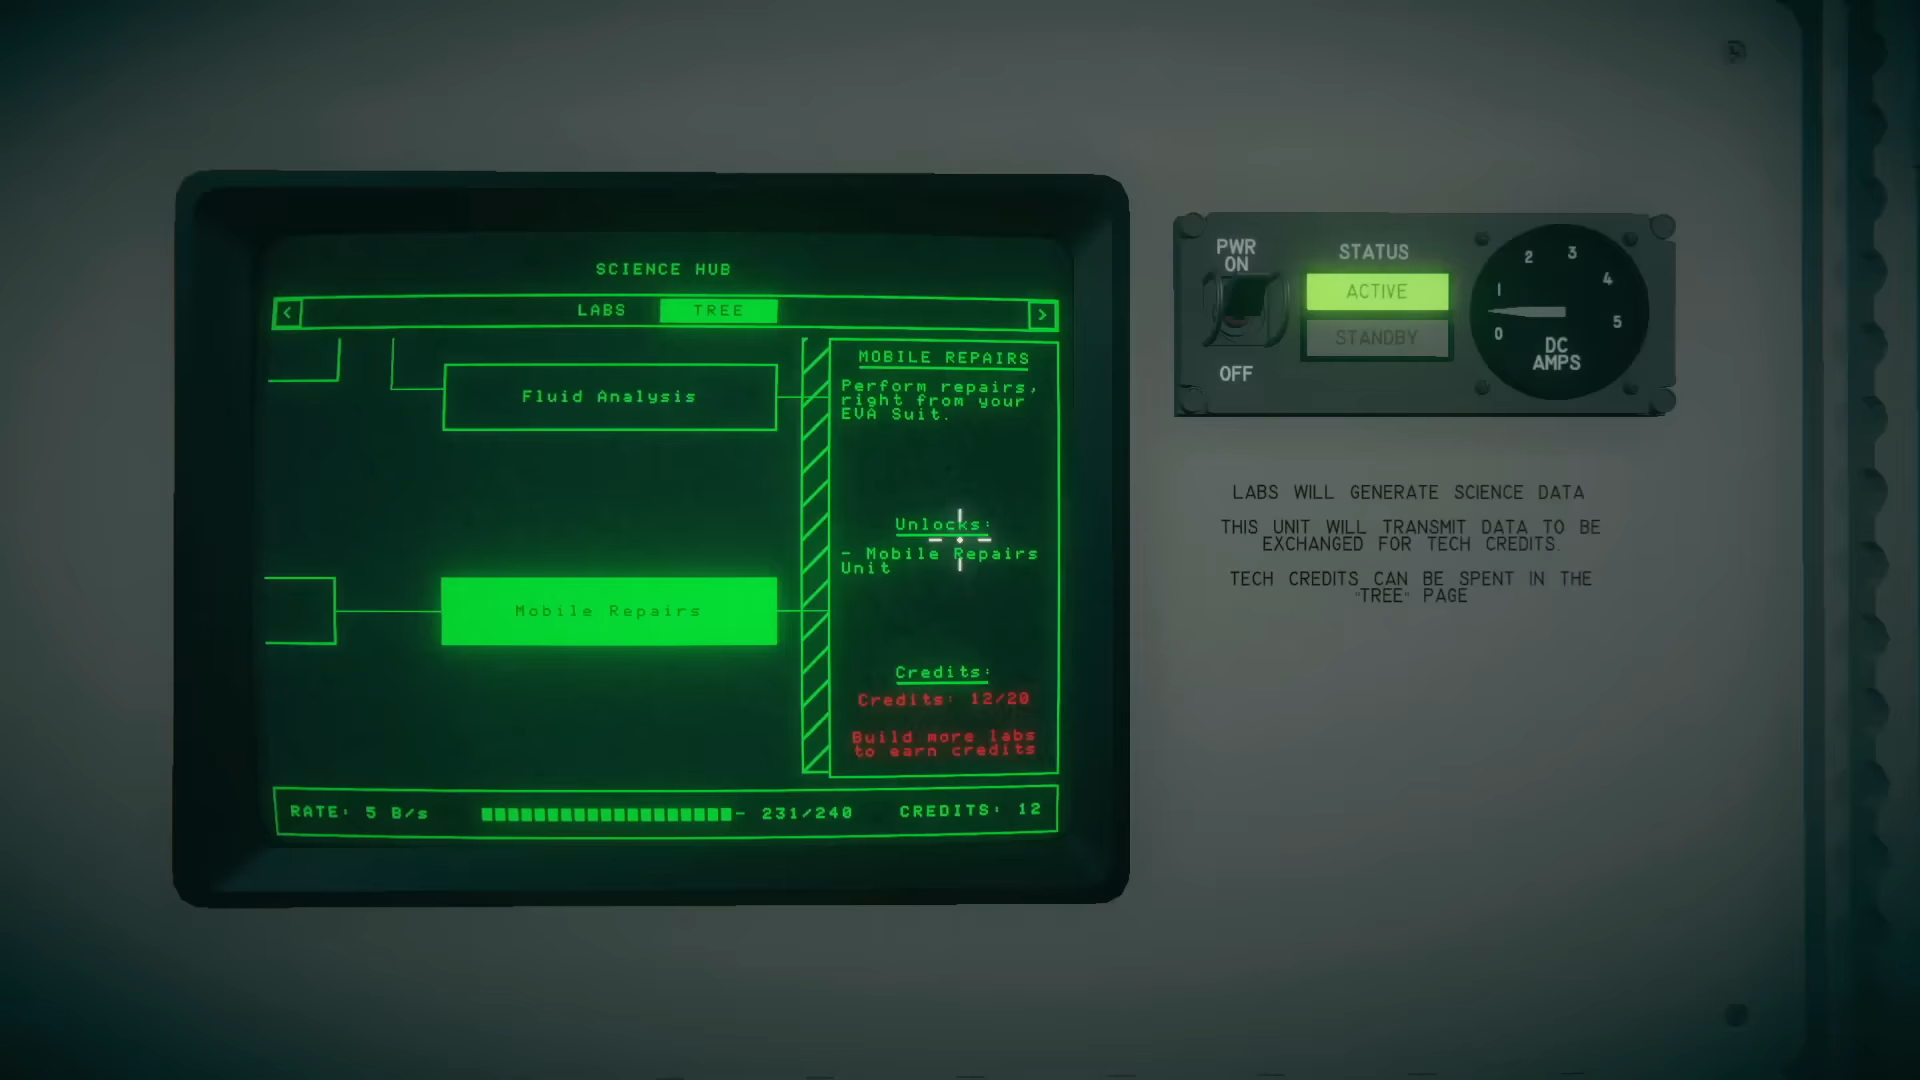 SCIENCE HUB
< LABS TREE >
Fluid Analysis
Mobile Repairs
MOBILE REPAIRS
Perform repairs,
right from your
EVA Suit.
Unlocks:
- Mobile Repairs
Unit
Credits:
Credits: 12/20
Build more labs
to earn credits
RATE: 5 B/s - 231/240 CREDITS: 12
PWR
ON
OFF
STATUS
ACTIVE
STANDBY
0 1 2 3 4 5
DC
AMPS
LABS WILL GENERATE SCIENCE DATA
THIS UNIT WILL TRANSMIT DATA TO BE
EXCHANGED FOR TECH CREDITS.
TECH CREDITS CAN BE SPENT IN THE
"TREE" PAGE